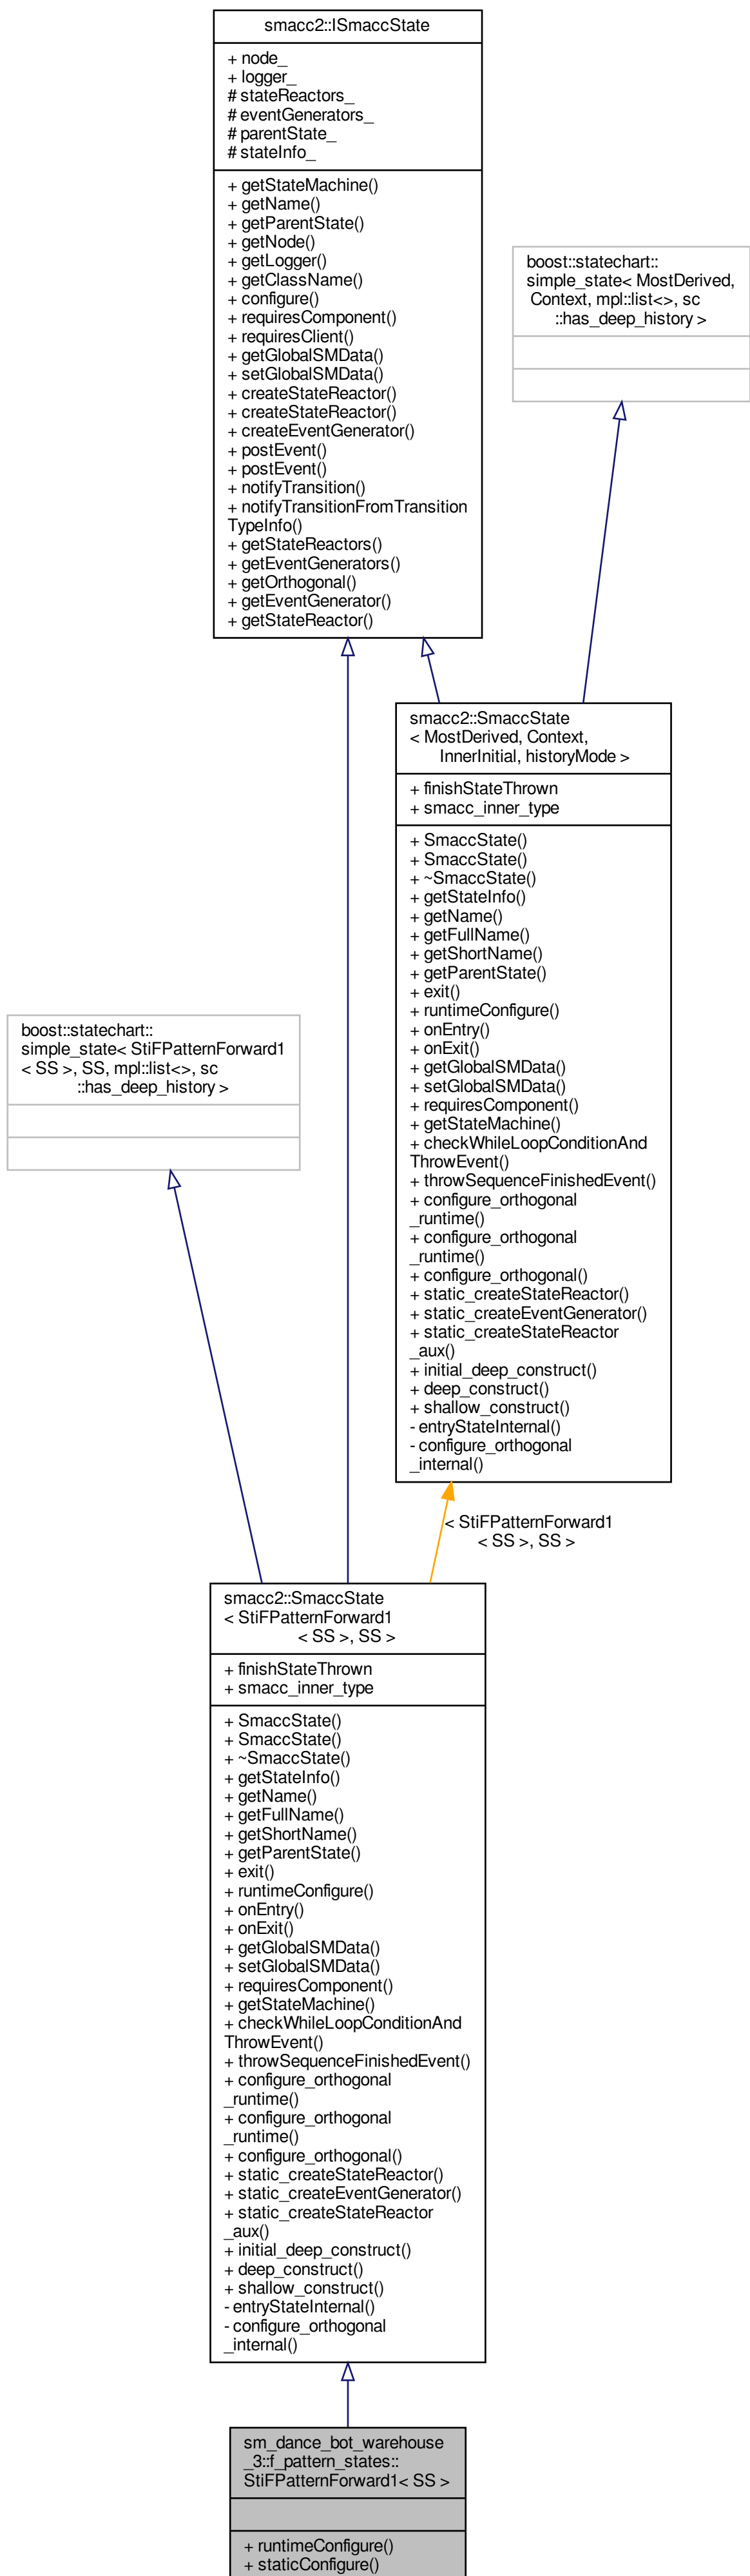 smacc2::ISmaccState
+ node_
+ logger_
# stateReactors_
# eventGenerators_
# parentState_
# stateInfo_
+ getStateMachine()
+ getName()
+ getParentState()
+ getNode()
+ getLogger()
+ getClassName()
+ configure()
+ requiresComponent()
+ requiresClient()
+ getGlobalSMData()
+ setGlobalSMData()
+ createStateReactor()
+ createStateReactor()
+ createEventGenerator()
+ postEvent()
+ postEvent()
+ notifyTransition()
+ notifyTransitionFromTransition
TypeInfo()
+ getStateReactors()
+ getEventGenerators()
+ getOrthogonal()
+ getEventGenerator()
+ getStateReactor()
boost::statechart::
simple_state< MostDerived,
Context, mpl::list<>, sc
::has_deep_history >
smacc2::SmaccState
< MostDerived, Context,
InnerInitial, historyMode >
+ finishStateThrown
+ smacc_inner_type
+ SmaccState()
+ SmaccState()
+ ~SmaccState()
+ getStateInfo()
+ getName()
+ getFullName()
+ getShortName()
+ getParentState()
+ exit()
+ runtimeConfigure()
+ onEntry()
+ onExit()
+ getGlobalSMData()
+ setGlobalSMData()
+ requiresComponent()
+ getStateMachine()
+ checkWhileLoopConditionAnd
ThrowEvent()
+ throwSequenceFinishedEvent()
+ configure_orthogonal
_runtime()
+ configure_orthogonal
_runtime()
+ configure_orthogonal()
+ static_createStateReactor()
+ static_createEventGenerator()
+ static_createStateReactor
_aux()
+ initial_deep_construct()
+ deep_construct()
+ shallow_construct()
- entryStateInternal()
- configure_orthogonal
_internal()
boost::statechart::
simple_state< StiFPatternForward1
< SS >, SS, mpl::list<>, sc
::has_deep_history >
< StiFPatternForward1
< SS >, SS >
smacc2::SmaccState
< StiFPatternForward1
< SS >, SS >
+ finishStateThrown
+ smacc_inner_type
+ SmaccState()
+ SmaccState()
+ ~SmaccState()
+ getStateInfo()
+ getName()
+ getFullName()
+ getShortName()
+ getParentState()
+ exit()
+ runtimeConfigure()
+ onEntry()
+ onExit()
+ getGlobalSMData()
+ setGlobalSMData()
+ requiresComponent()
+ getStateMachine()
+ checkWhileLoopConditionAnd
ThrowEvent()
+ throwSequenceFinishedEvent()
+ configure_orthogonal
_runtime()
+ configure_orthogonal
_runtime()
+ configure_orthogonal()
+ static_createStateReactor()
+ static_createEventGenerator()
+ static_createStateReactor
_aux()
+ initial_deep_construct()
+ deep_construct()
+ shallow_construct()
- entryStateInternal()
- configure_orthogonal
_internal()
sm_dance_bot_warehouse
_3::f_pattern_states::
StiFPatternForward1< SS >
+ runtimeConfigure()
+ staticConfigure()